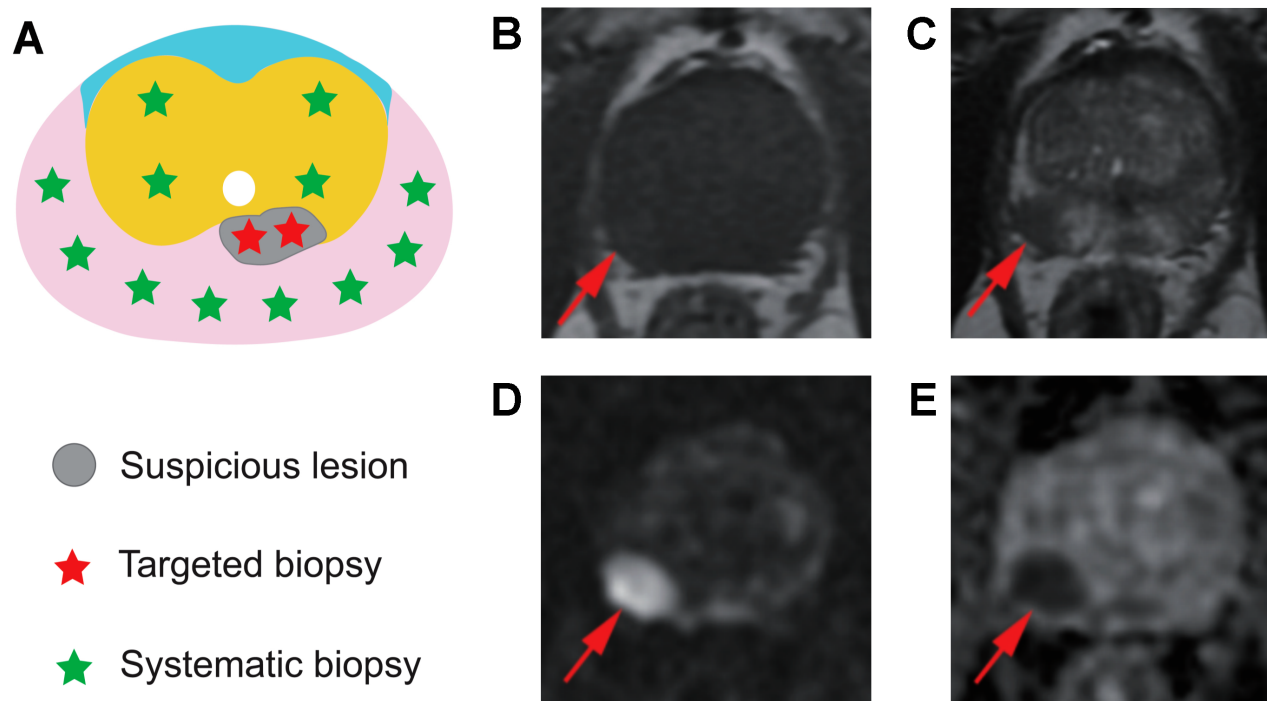 A
B
C
D
E
Suspicious lesion
Targeted biopsy
Systematic biopsy